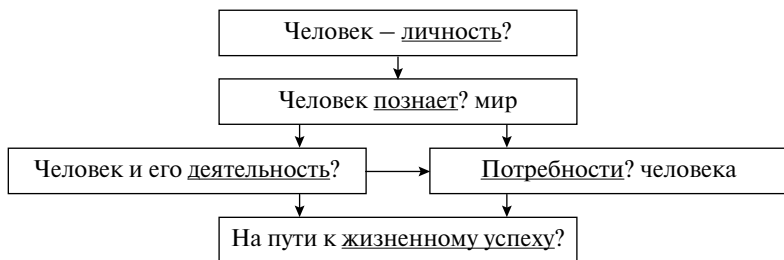 Человек – личность?
Человек познает? мир
Человек и его деятельность?
Потребности? человека
На пути к жизненному успеху?